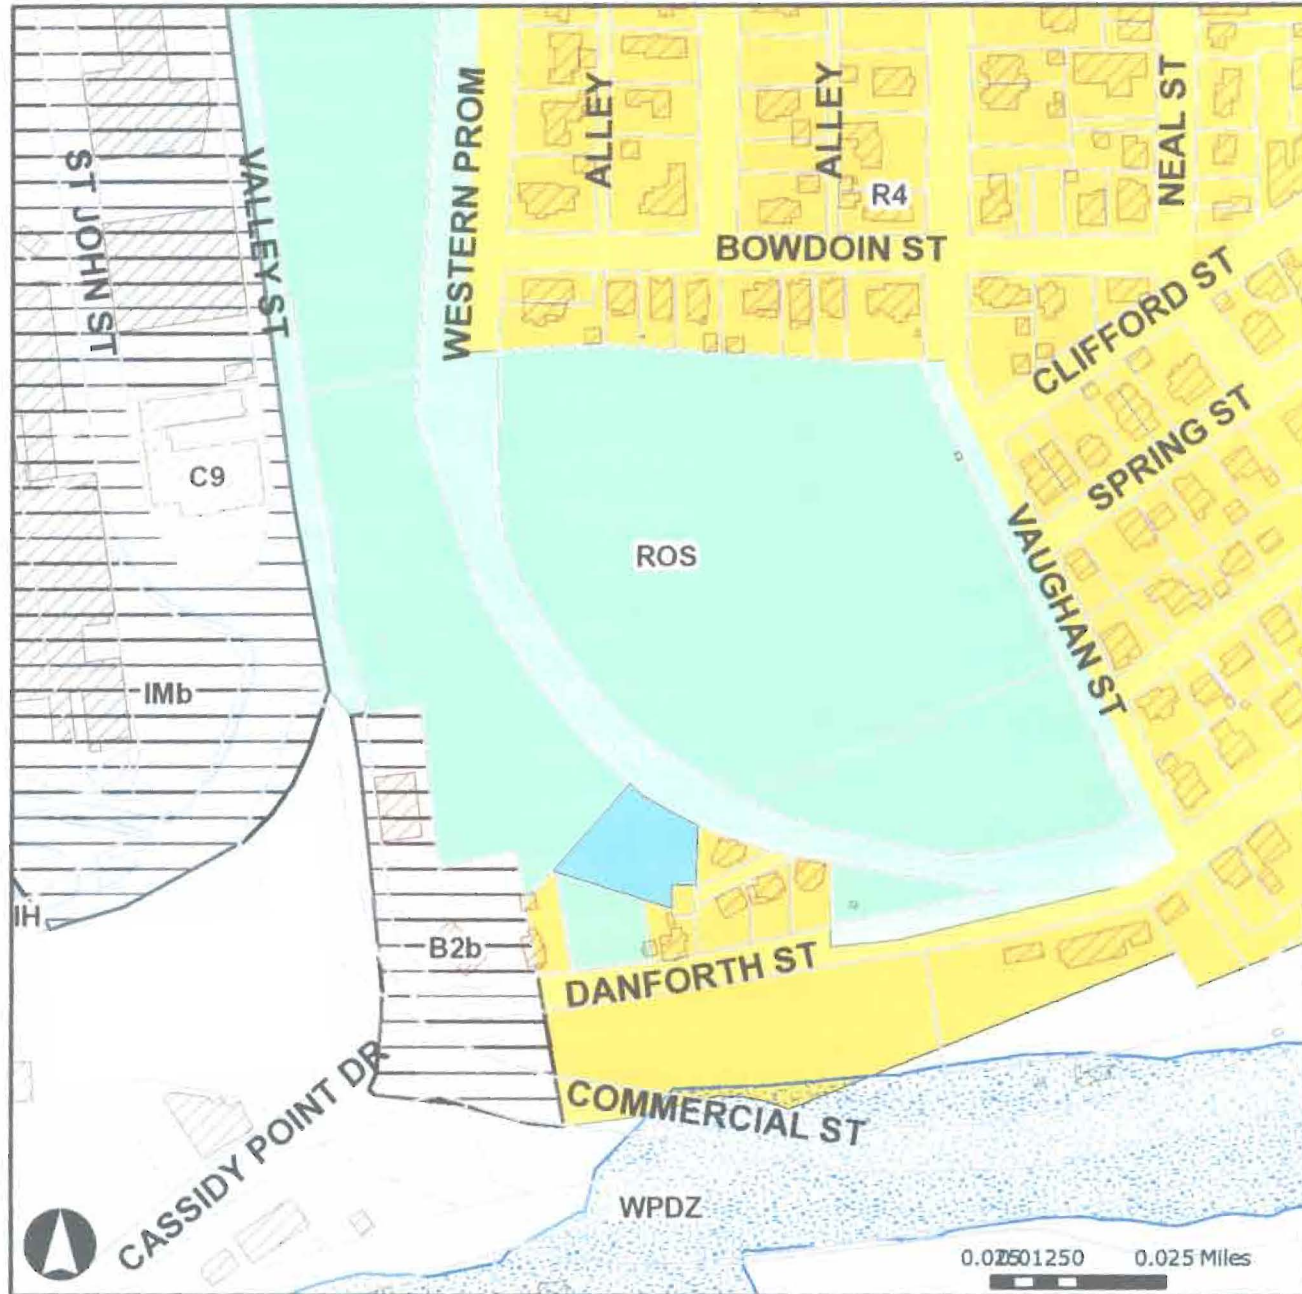 WESTERN PROM
ALLEY
ALLEY
NEAL ST
R4
ST JOHN ST
VALLEY ST
BOWDOIN ST
CLIFFORD ST
SPRING ST
C9
ROS
VAUGHAN ST
IMb
IH
B2b
DANFORTH ST
COMMERCIAL ST
CASSIDY POINT DR
WPDZ
0.025 Miles